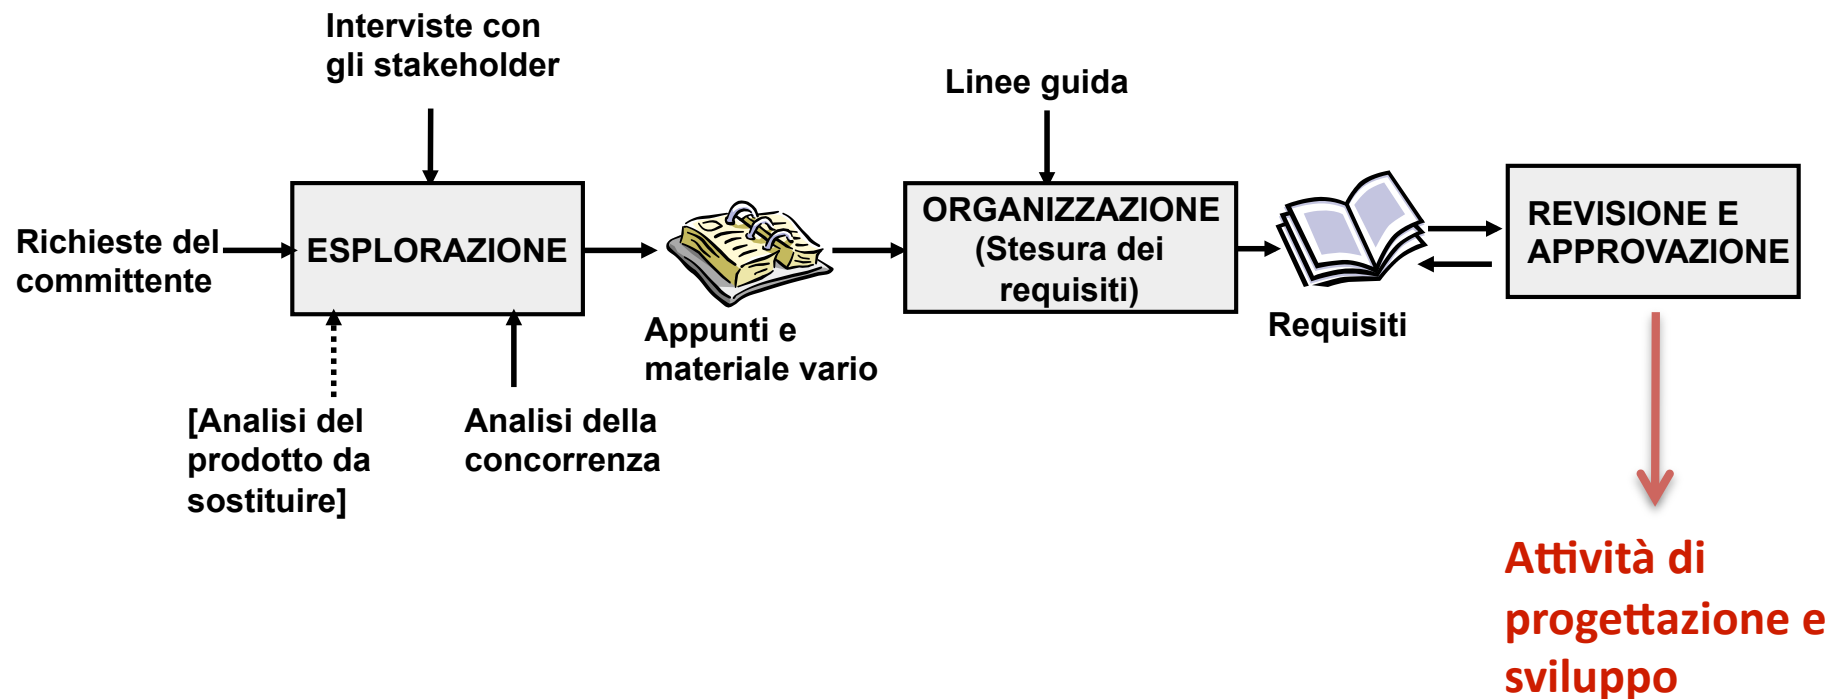 Interviste con
gli stakeholder
Linee guida
Richieste del
committente
ESPLORAZIONE
ORGANIZZAZIONE
(Stesura dei
requisiti)
REVISIONE E
APPROVAZIONE
Appunti e
materiale vario
Requisiti
[Analisi del
prodotto da
sostituire]
Analisi della
concorrenza
Attività di
progettazione e
sviluppo